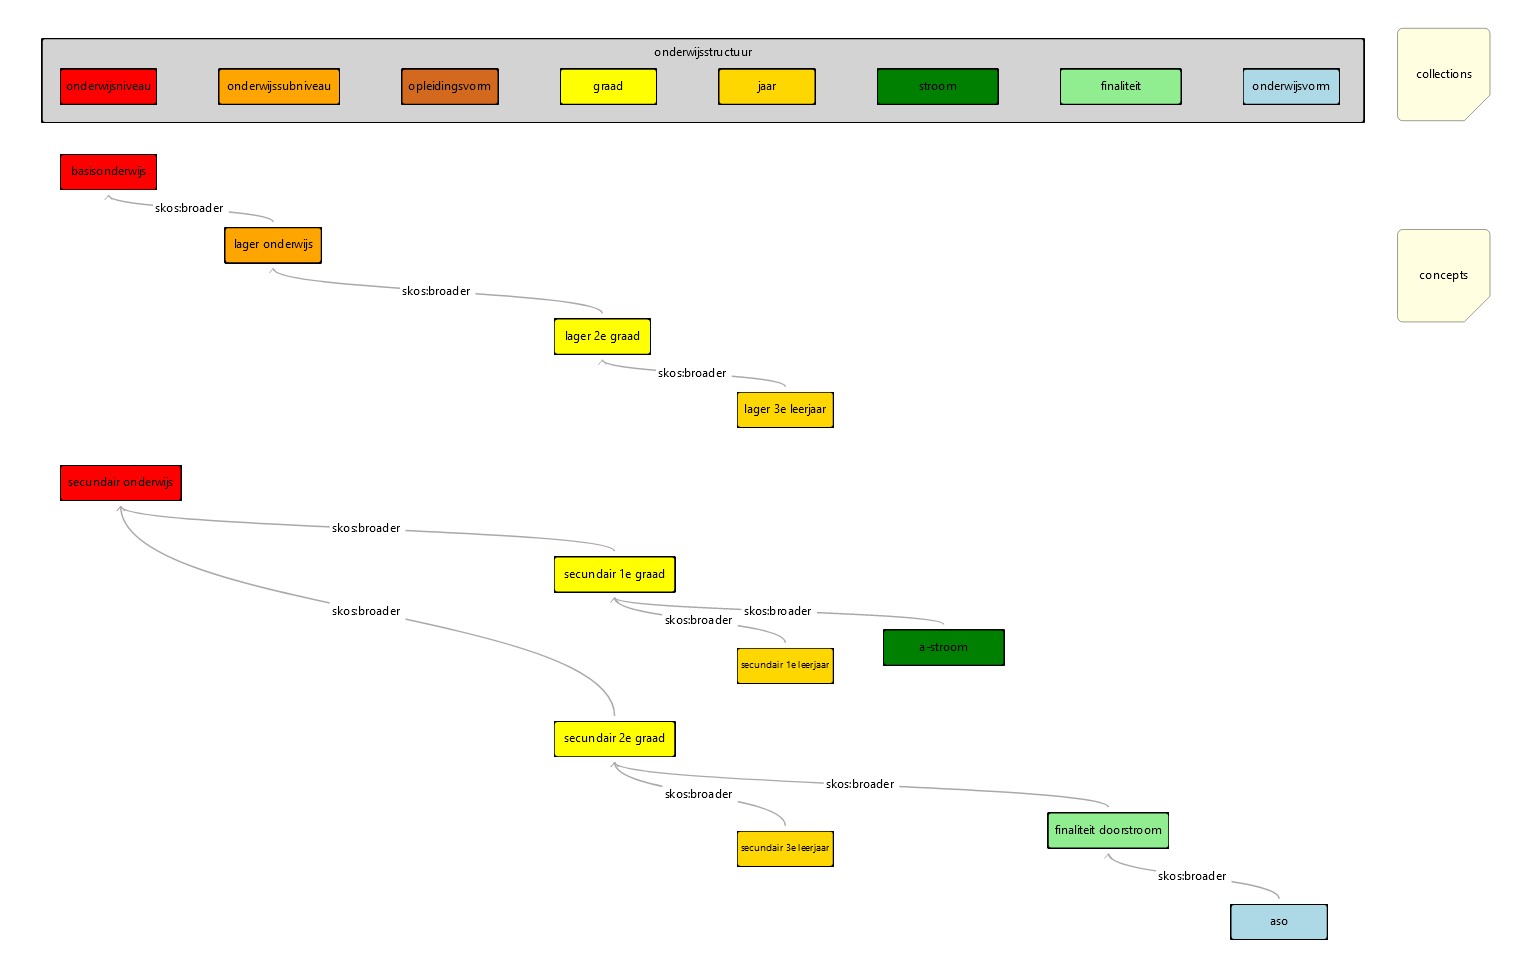 onderwijsstructuur
onderwijsniveau
onderwijssubniveau
opleidingsvorm
graad
jaar
stroom
finaliteit
onderwijsvorm
collections
basisonderwijs
skos:broader
lager onderwijs
concepts
skos:broader
lager 2e graad
skos:broader
lager 3e leerjaar
secundair onderwijs
skos:broader
secundair 1e graad
skos:broader
skos:broader
skos:broader
a-stroom
secundair 1e leerjaar
secundair 2e graad
skos:broader
skos:broader
finaliteit doorstroom
secundair 3e leerjaar
skos:broader
aso